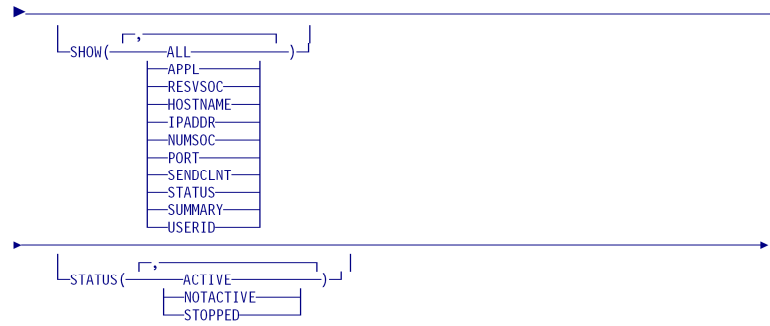 ,
SHOW( ALL )
APPL
RESVSOC
HOSTNAME
IPADDR
NUMSOC
PORT
SENDCLNT
STATUS
SUMMARY
USERID
,
STATUS( ACTIVE )
NOTACTIVE
STOPPED